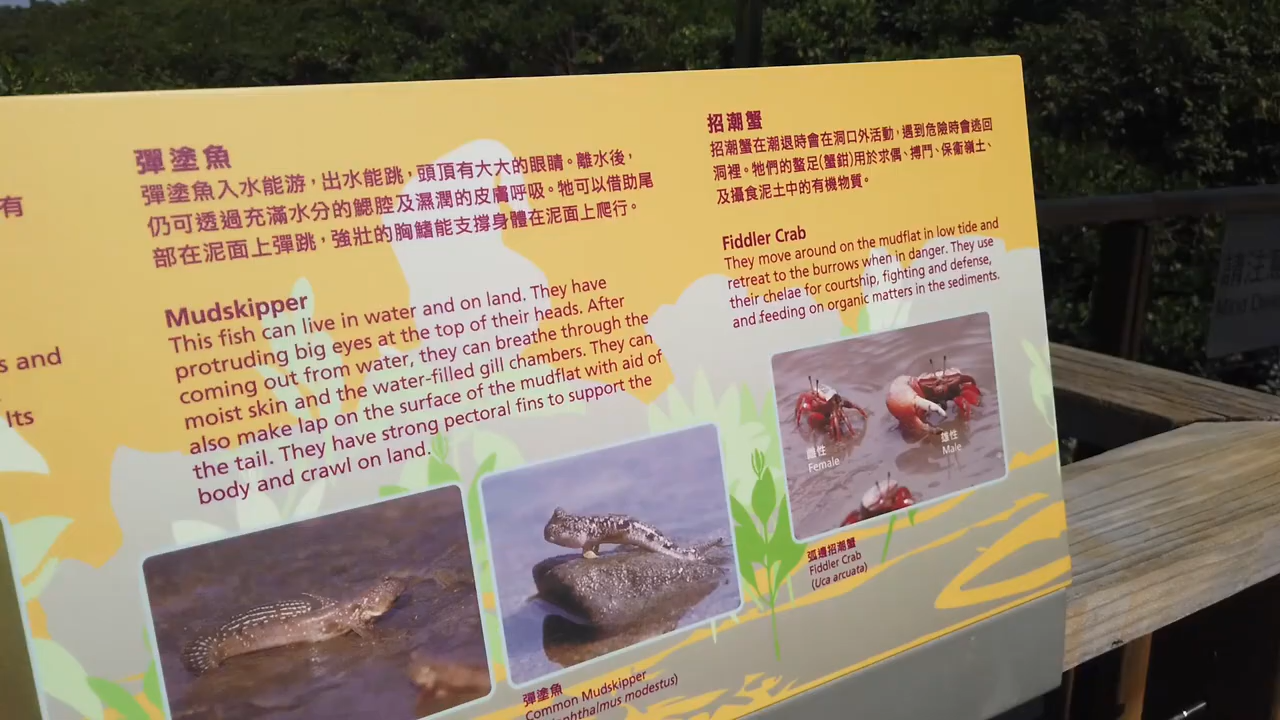 有
s and
Its
彈塗魚
彈塗魚入水能游，出水能跳，頭頂有大大的眼睛。離水後，
仍可透過充滿水分的鰓腔及濕潤的皮膚呼吸。牠可以借助尾
部在泥面上彈跳，強壯的胸鰭能支撐身體在泥面上爬行。
Mudskipper
This fish can live in water and on land. They have
protruding big eyes at the top of their heads. After
coming out from water, they can breathe through the
moist skin and the water-filled gill chambers. They can
also make lap on the surface of the mudflat with aid of
the tail. They have strong pectoral fins to support the
body and crawl on land.
彈塗魚
Common Mudskipper
modestus)
招潮蟹
招潮蟹在潮退時會在洞口外活動，遇到危險時會逃回
洞裡。牠們的螯足(蟹鉗)用於求偶、搏鬥、保衞嶺土、
及攝食泥土中的有機物質。
Fiddler Crab
They move around on the mudflat in low tide and
retreat to the burrows when in danger. They use
their chelae for courtship, fighting and defense,
and feeding on organic matters in the sediments.
雌性
Female
雄性
Male
弧邊招潮蟹
Fiddler Crab
(Uca arcuata)
請注意
Mind